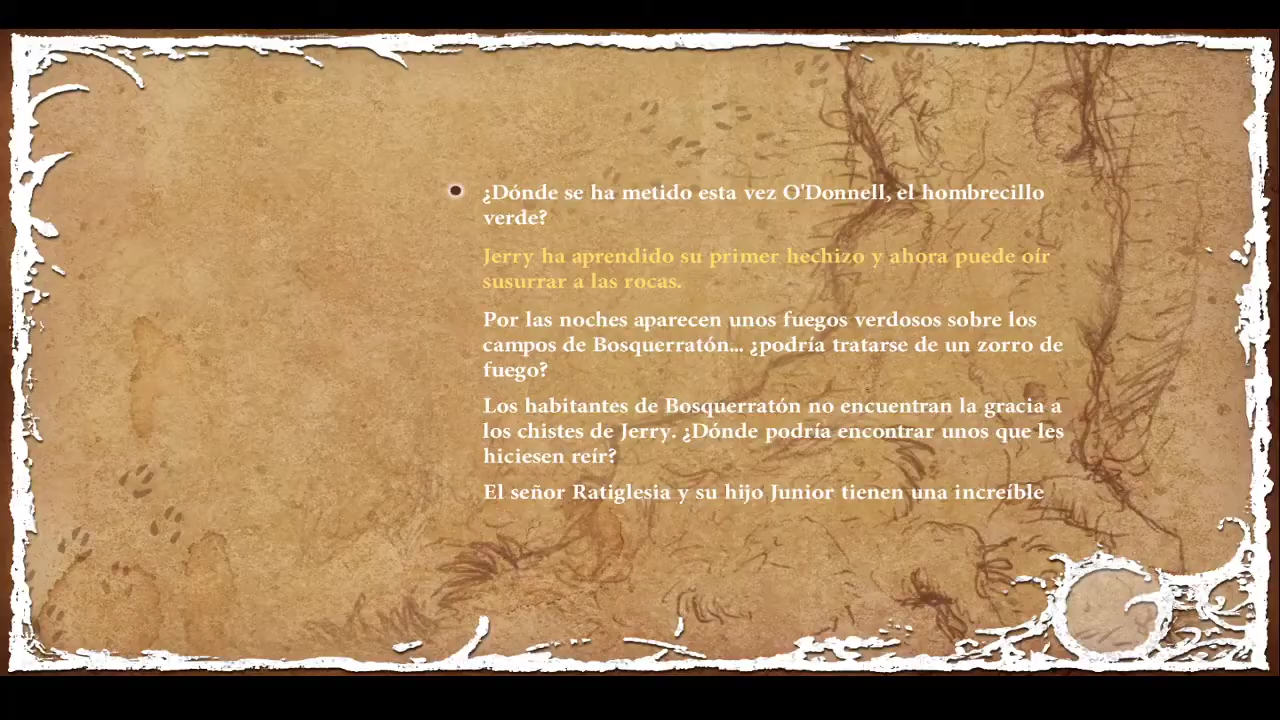 ¿Dónde se ha metido esta vez O'Donnell, el hombrecillo
verde?
Jerry ha aprendido su primer hechizo y ahora puede oír
susurrar a las rocas.
Por las noches aparecen unos fuegos verdosos sobre los
campos de Bosquerratón... ¿podría tratarse de un zorro de
fuego?
Los habitantes de Bosquerratón no encuentran la gracia a
los chistes de Jerry. ¿Dónde podría encontrar unos que les
hiciesen reír?
El señor Ratiglesia y su hijo Junior tienen una increíble